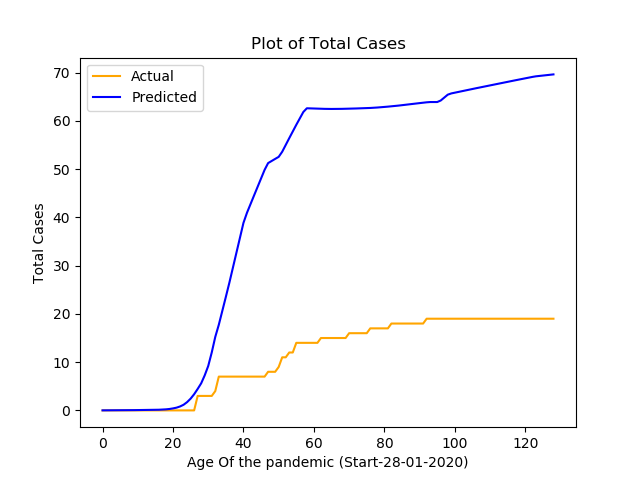 Plot of Total Cases
Actual
Predicted
70
60
50
40
30
20
10
0
Total Cases
0 20 40 60 80 100 120
Age Of the pandemic (Start-28-01-2020)